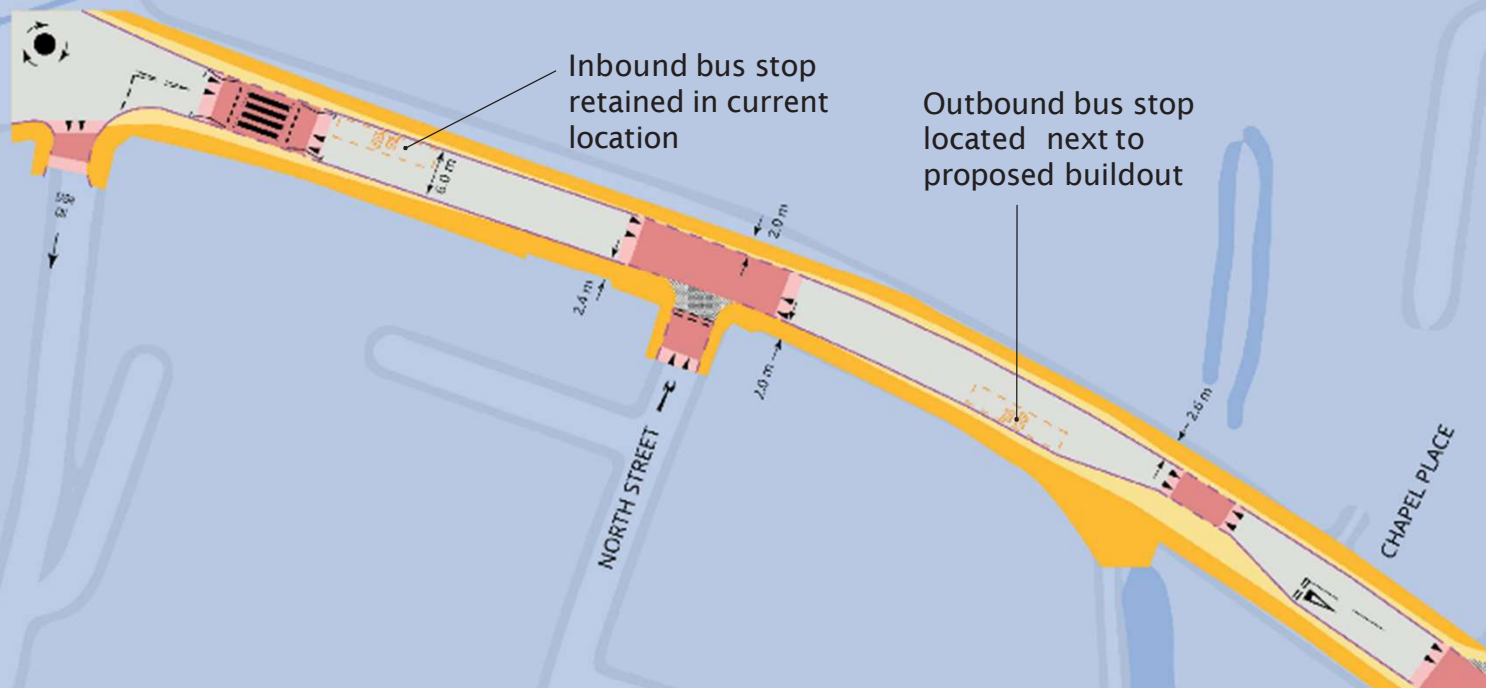 Inbound bus stop
retained in current
location
Outbound bus stop
located next to
proposed buildout
6.0 m
2.0 m
2.4 m
2.0 m
2.6 m
NORTH STREET
CHAPEL PLACE